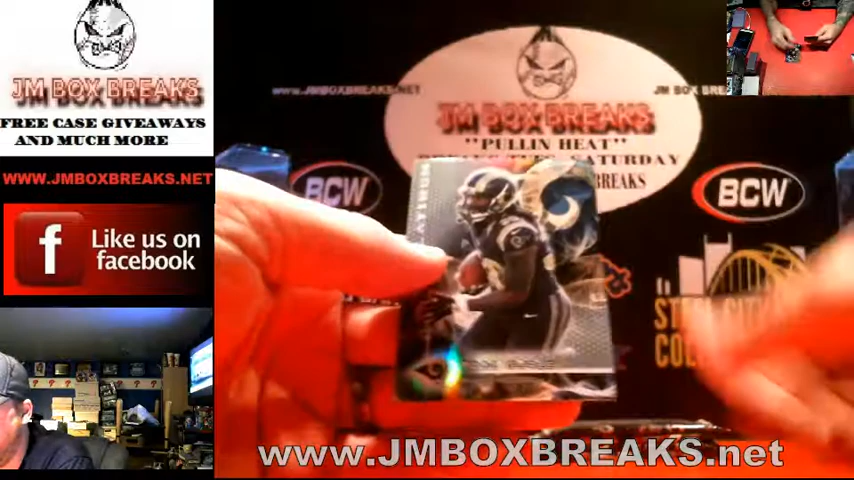 JM BOX BREAKS
FREE CASE GIVEAWAYS
AND MUCH MORE
WWW.JMBOXBREAKS.NET
f Like us on
facebook
www.JMBOXBREAKS.NET
JM BOX BRE
JM BOX BREAKS
"PULLIN HEAT"
SATURDAY
BREAKS
BCW
BCW
www.JMBOXBREAKS.net